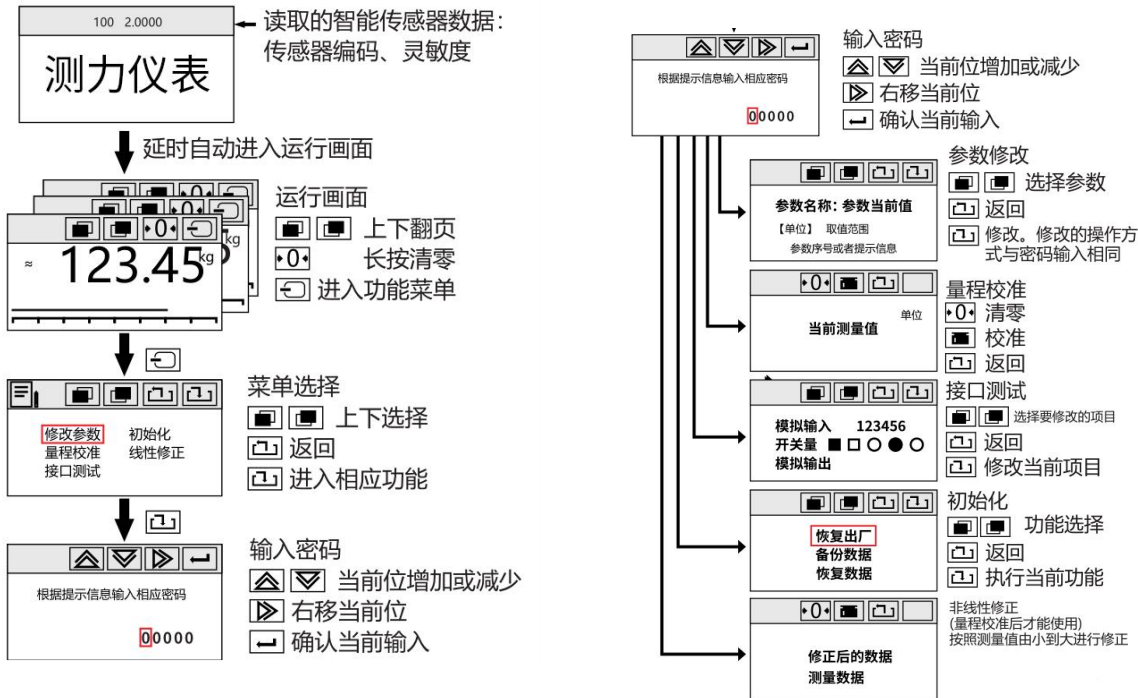 100 2.0000
测力仪表
读取的智能传感器数据：
传感器编码、灵敏度
延时自动进入运行画面
•0•
•0•
kg
•0•
≈ 123.45 kg
运行画面
上下翻页
•0• 长按清零
进入功能菜单
修改参数 初始化
量程校准 线性修正
接口测试
菜单选择
上下选择
返回
进入相应功能
根据提示信息输入相应密码
00000
输入密码
当前位增加或减少
右移当前位
确认当前输入
根据提示信息输入相应密码
00000
输入密码
当前位增加或减少
右移当前位
确认当前输入
参数名称：参数当前值
【单位】 取值范围
参数序号或者提示信息
参数修改
选择参数
返回
修改。修改的操作方
式与密码输入相同
•0•
单位
当前测量值
量程校准
•0• 清零
校准
返回
模拟输入 123456
开关量 ■ □ ○ ● ○
模拟输出
接口测试
选择要修改的项目
返回
修改当前项目
恢复出厂
备份数据
恢复数据
初始化
功能选择
返回
执行当前功能
•0•
修正后的数据
测量数据
非线性修正
(量程校准后才能使用)
按照测量值由小到大进行修正